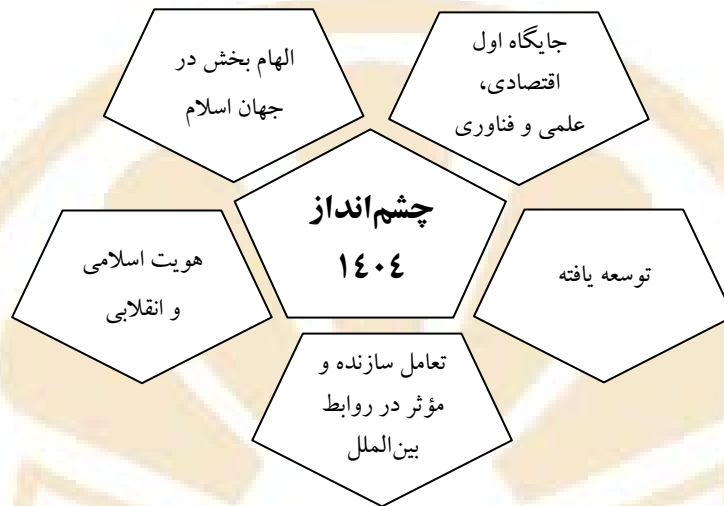 جایگاه اول
اقتصادی،
علمی و فناوری
الهام بخش در
جهان اسلام
چشم‌انداز
١٤٠٤
توسعه یافته
هویت اسلامی
و انقلابی
تعامل سازنده و
مؤثر در روابط
بین‌الملل